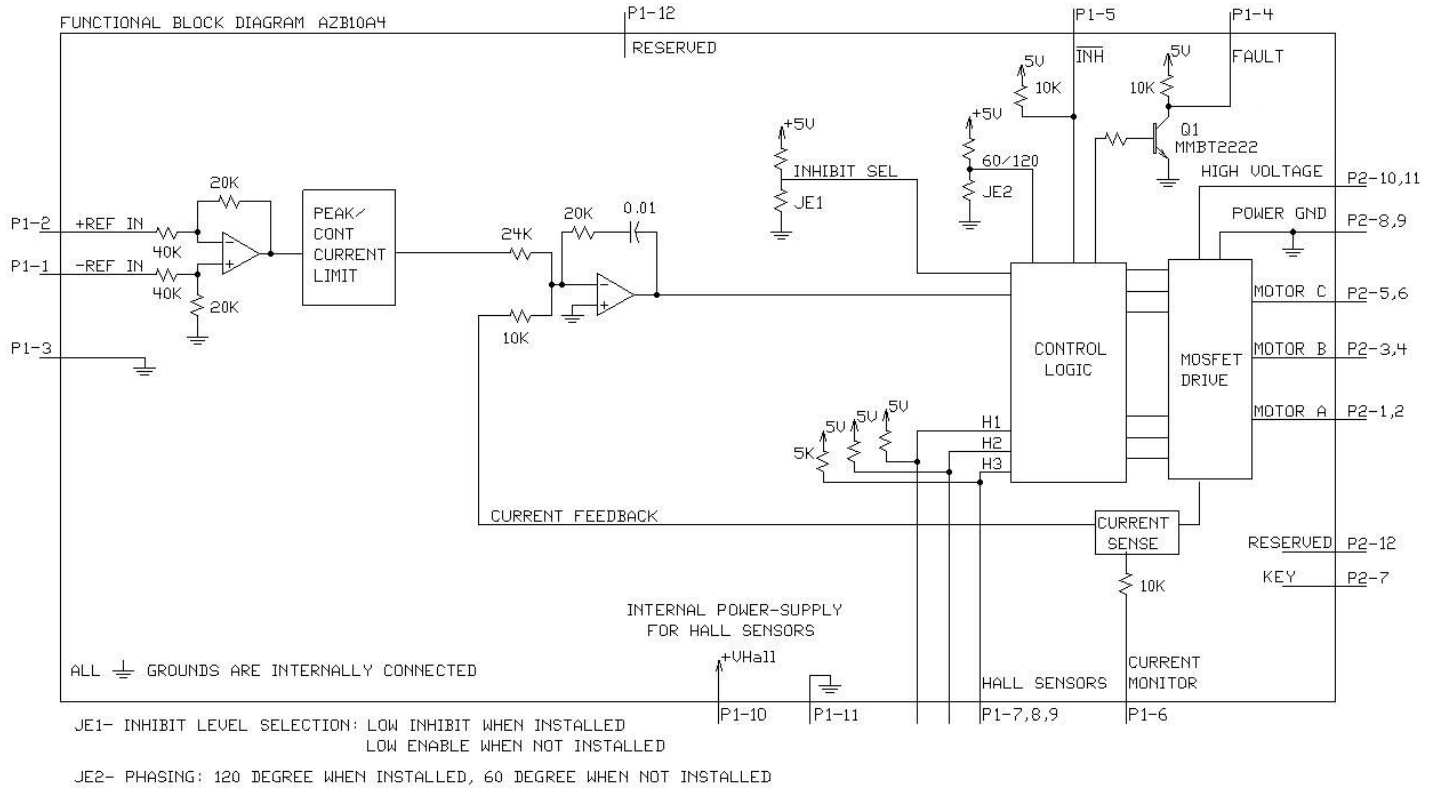 FUNCTIONAL BLOCK DIAGRAM AZB10A4
P1-12
RESERVED
P1-5
INH
P1-4
FAULT
5V
10K
5V
10K
Q1
MMBT2222
+5V
INHIBIT SEL
JE1
+5V
60/120
JE2
HIGH VOLTAGE
P2-10,11
POWER GND
P2-8,9
P1-2
+REF IN
40K
20K
P1-1
-REF IN
40K
20K
PEAK/
CONT
CURRENT
LIMIT
24K
20K
0.01
10K
P1-3
CONTROL
LOGIC
MOSFET
DRIVE
MOTOR C
P2-5,6
MOTOR B
P2-3,4
MOTOR A
P2-1,2
5V
5V
5V
5K
H1
H2
H3
CURRENT FEEDBACK
CURRENT
SENSE
RESERVED
P2-12
KEY
P2-7
10K
INTERNAL POWER-SUPPLY
FOR HALL SENSORS
+VHall
ALL GROUNDS ARE INTERNALLY CONNECTED
HALL SENSORS
CURRENT
MONITOR
P1-10
P1-11
P1-7,8,9
P1-6
JE1- INHIBIT LEVEL SELECTION: LOW INHIBIT WHEN INSTALLED
LOW ENABLE WHEN NOT INSTALLED
JE2- PHASING: 120 DEGREE WHEN INSTALLED, 60 DEGREE WHEN NOT INSTALLED